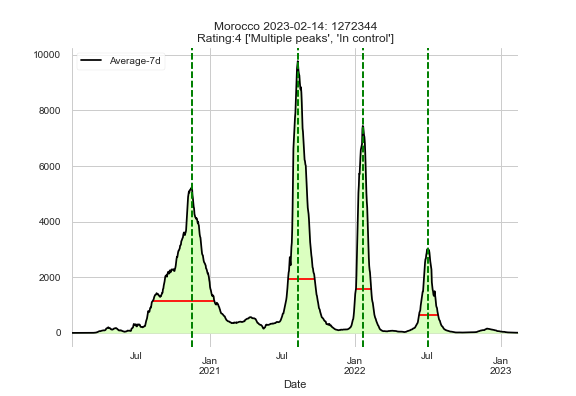 Morocco 2023-02-14: 1272344
Rating:4 ['Multiple peaks', 'In control']
Average-7d
10000
8000
6000
4000
2000
0
Jul
Jan
2021
Jul
Jan
2022
Jul
Jan
2023
Date